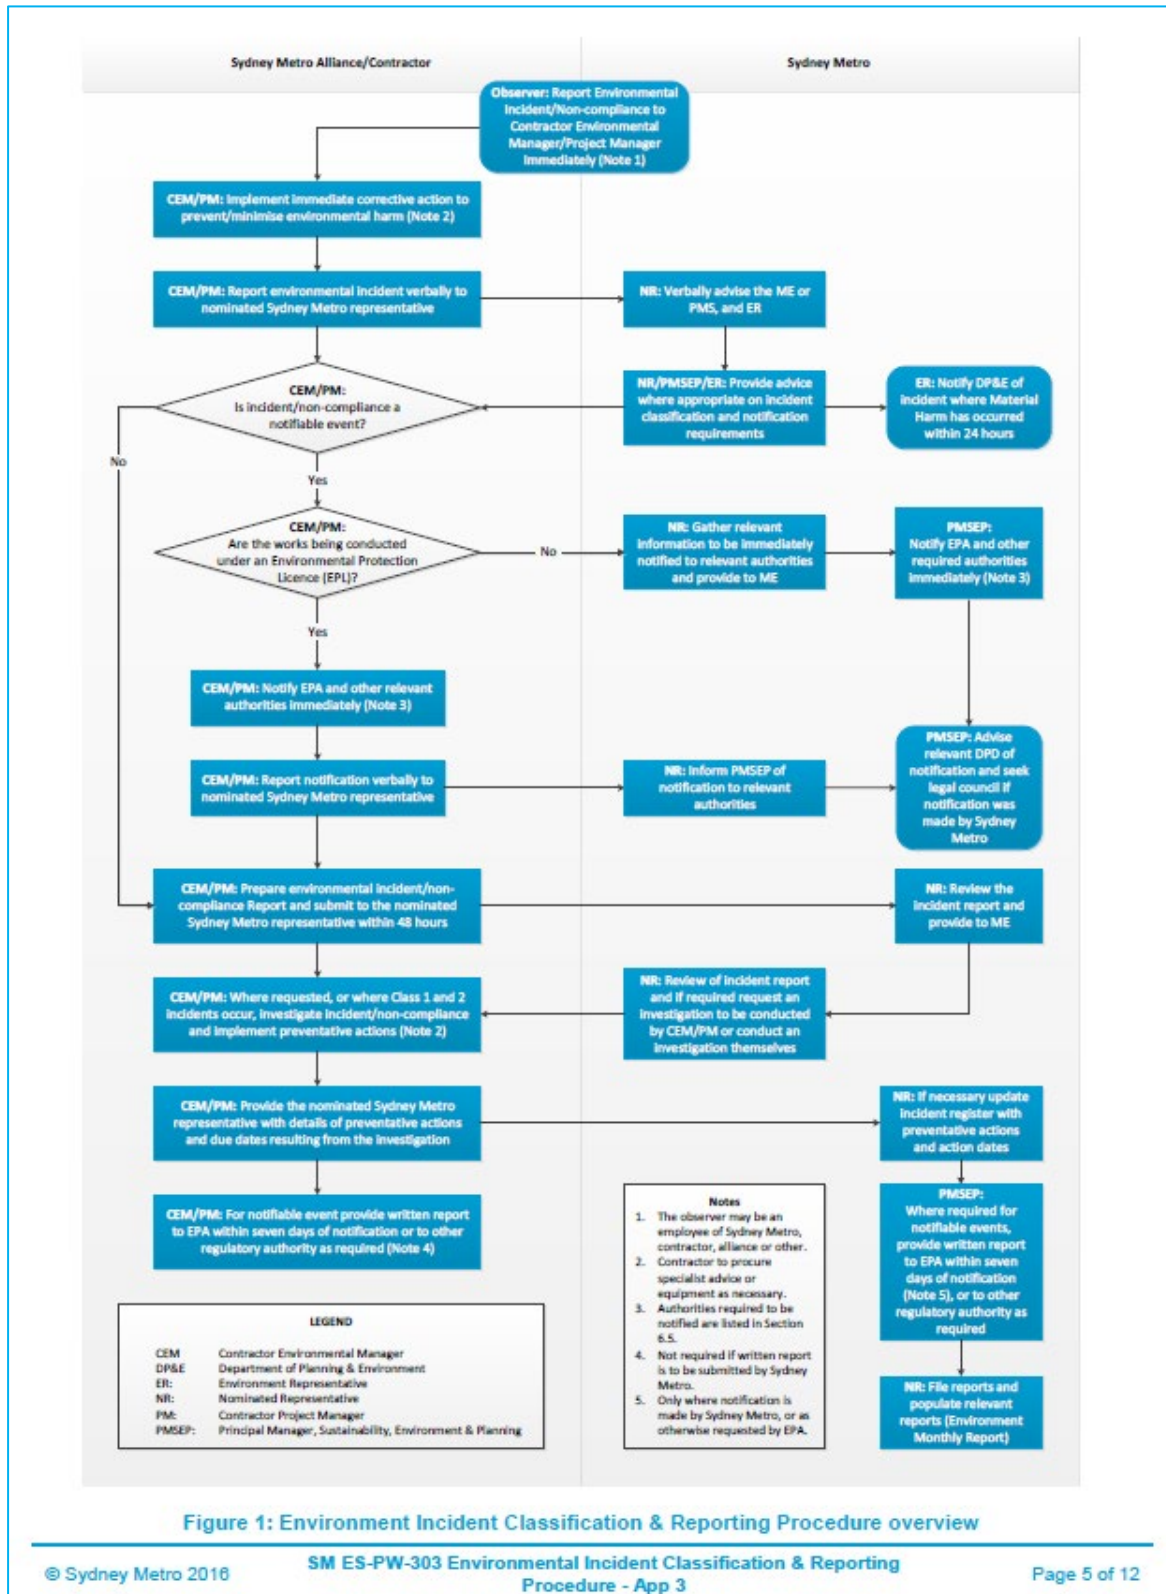 Sydney Metro Alliance/Contractor
Sydney Metro
Observer: Report Environmental
Incident/Non-compliance to
Contractor Environmental
Manager/Project Manager
Immediately (Note 1)
CEM/PM: Implement immediate corrective action to
prevent/minimise environmental harm (Note 2)
CEM/PM: Report environmental incident verbally to
nominated Sydney Metro representative
NR: Verbally advise the ME or
PMS, and ER
CEM/PM:
Is incident/non-compliance a
notifiable event?
NR/PMSEP/ER: Provide advice
where appropriate on incident
classification and notification
requirements
ER: Notify DP&E of
incident where Material
Harm has occurred
within 24 hours
No
Yes
CEM/PM:
Are the works being conducted
under an Environmental Protection
Licence (EPL)?
No
NR: Gather relevant
information to be immediately
notified to relevant authorities
and provide to ME
PMSEP:
Notify EPA and other
required authorities
immediately (Note 3)
Yes
CEM/PM: Notify EPA and other relevant
authorities immediately (Note 3)
CEM/PM: Report notification verbally to
nominated Sydney Metro representative
NR: Inform PMSEP of
notification to relevant
authorities
PMSEP: Advise
relevant DPD of
notification and seek
legal council if
notification was
made by Sydney
Metro
CEM/PM: Prepare environmental incident/non-
compliance Report and submit to the nominated
Sydney Metro representative within 48 hours
NR: Review the
incident report and
provide to ME
CEM/PM: Where requested, or where Class 1 and 2
incidents occur, investigate incident/non-compliance
and implement preventative actions (Note 2)
NR: Review of incident report
and if required request an
investigation to be conducted
by CEM/PM or conduct an
investigation themselves
CEM/PM: Provide the nominated Sydney Metro
representative with details of preventative actions
and due dates resulting from the investigation
NR: If necessary update
incident register with
preventative actions
and action dates
CEM/PM: For notifiable event provide written report
to EPA within seven days of notification or to other
regulatory authority as required (Note 4)
PMSEP:
Where required for
notifiable events,
provide written report
to EPA within seven
days of notification
(Note 5), or to other
regulatory authority as
required
NR: File reports and
populate relevant
reports (Environment
Monthly Report)
Notes
1. The observer may be an
employee of Sydney Metro,
contractor, alliance or other.
2. Contractor to procure
specialist advice or
equipment as necessary.
3. Authorities required to be
notified are listed in Section
6.5.
4. Not required if written report
is to be submitted by Sydney
Metro.
5. Only where notification is
made by Sydney Metro, or as
otherwise requested by EPA.
LEGEND
CEM Contractor Environmental Manager
DP&E Department of Planning & Environment
ER: Environment Representative
NR: Nominated Representative
PM: Contractor Project Manager
PMSEP: Principal Manager, Sustainability, Environment & Planning
Figure 1: Environment Incident Classification & Reporting Procedure overview
© Sydney Metro 2016
SM ES-PW-303 Environmental Incident Classification & Reporting
Procedure - App 3
Page 5 of 12